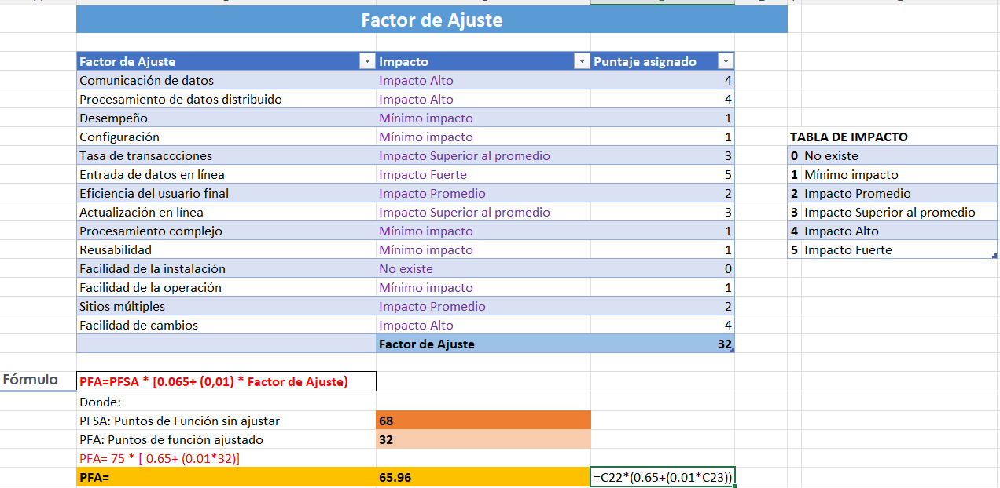 Factor de Ajuste
Factor de Ajuste Impacto Puntaje asignado
Comunicación de datos Impacto Alto 4
Procesamiento de datos distribuido Impacto Alto 4
Desempeño Mínimo impacto 1
Configuración Mínimo impacto 1 TABLA DE IMPACTO
Tasa de transaccciones Impacto Superior al promedio 3 0 No existe
Entrada de datos en línea Impacto Fuerte 5 1 Mínimo impacto
Eficiencia del usuario final Impacto Promedio 2 2 Impacto Promedio
Actualización en línea Impacto Superior al promedio 3 3 Impacto Superior al promedio
Procesamiento complejo Mínimo impacto 1 4 Impacto Alto
Reusabilidad Mínimo impacto 1 5 Impacto Fuerte
Facilidad de la instalación No existe 0
Facilidad de la operación Mínimo impacto 1
Sitios múltiples Impacto Promedio 2
Facilidad de cambios Impacto Alto 4
Factor de Ajuste 32
Fórmula PFA=PFSA * [0.065+ (0,01) * Factor de Ajuste)
Donde:
PFSA: Puntos de Función sin ajustar 68
PFA: Puntos de función ajustado 32
PFA= 75 * [ 0.65+ (0.01*32)]
PFA= 65.96 =C22*(0.65+(0.01*C23))